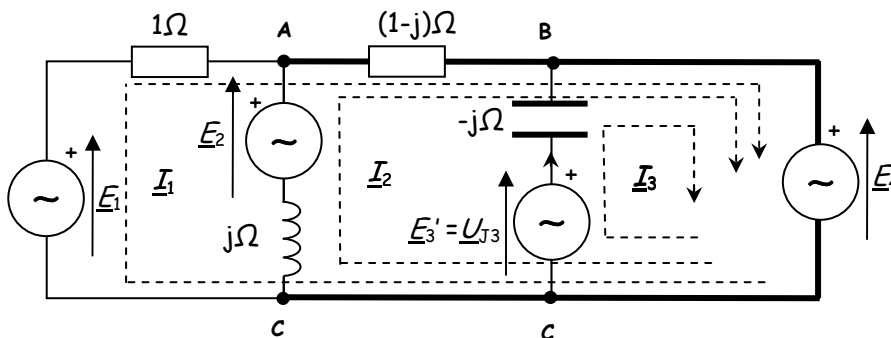 1Ω
A
(1-j)Ω
B
+
E2
-jΩ
+
+
E1
I1
I2
I3
+
jΩ
E3' = UJ3
C
C